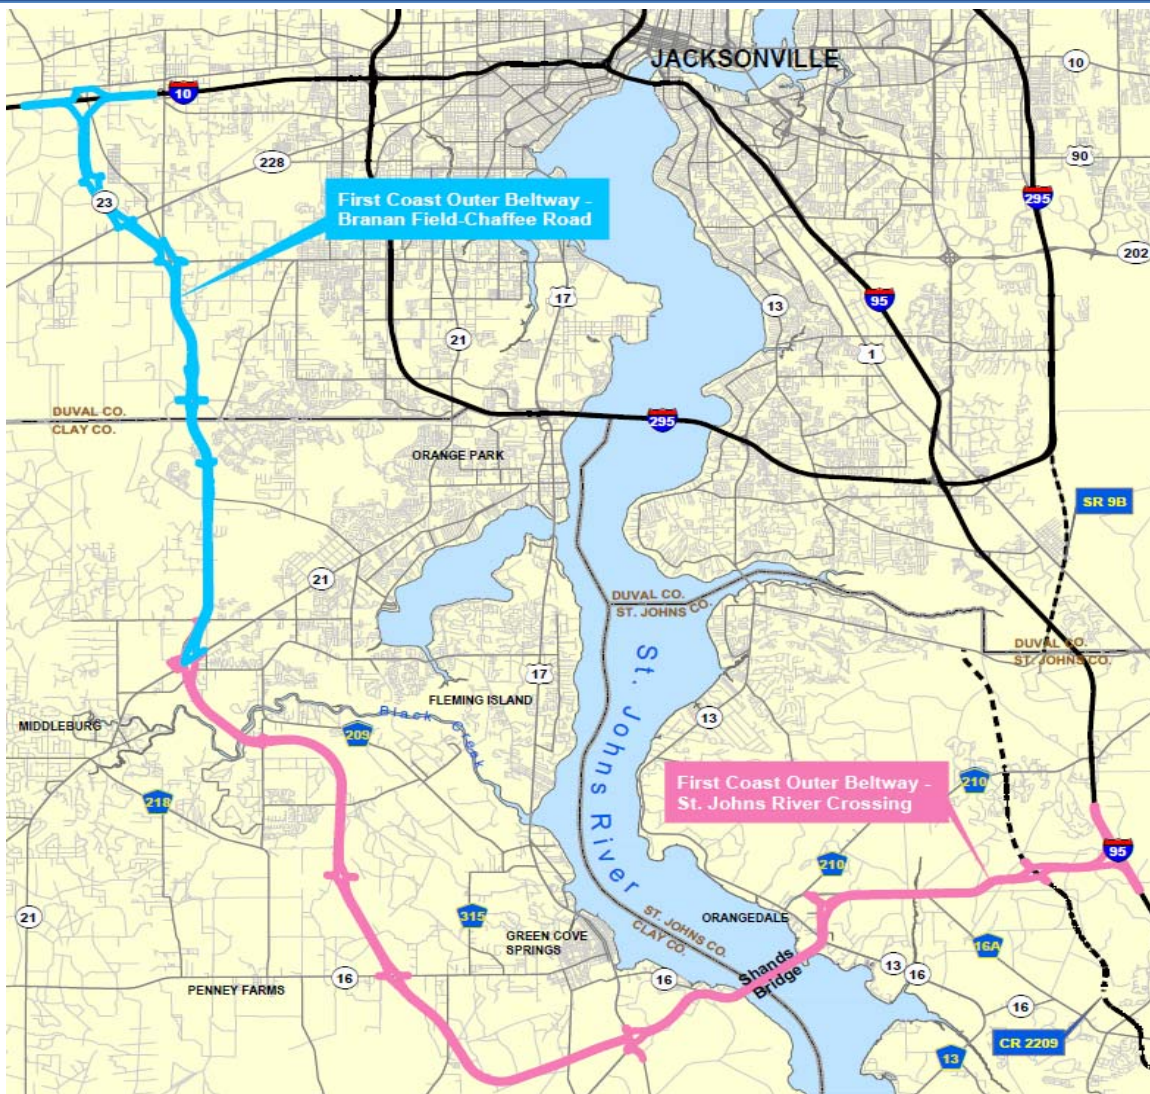 JACKSONVILLE
10
10
228
90
23
295
First Coast Outer Beltway -
Branan Field-Chaffee Road
202
17
13
95
21
1
DUVAL CO.
CLAY CO.
295
ORANGE PARK
SR 9B
21
DUVAL CO.
ST. JOHNS CO.
DUVAL CO.
ST. JOHNS CO.
17
FLEMING ISLAND
Black Creek
St. Johns River
13
MIDDLEBURG
209
First Coast Outer Beltway -
St. Johns River Crossing
210
218
95
210
21
315
ORANGEDALE
ST. JOHNS CO.
CLAY CO.
GREEN COVE
SPRINGS
16A
Shands
Bridge
13
16
16
16
PENNEY FARMS
16
CR 2209
13